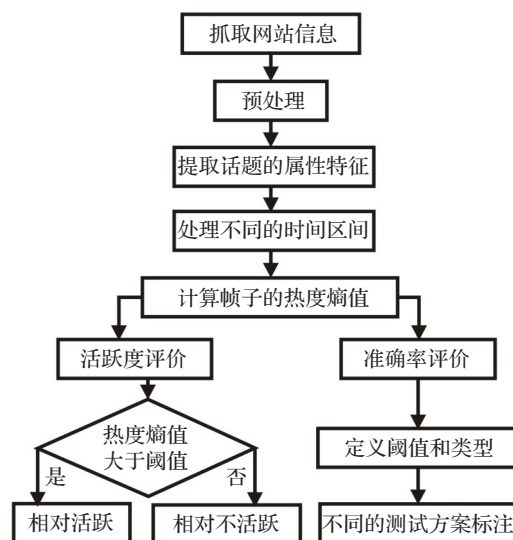 抓取网站信息
预处理
提取话题的属性特征
处理不同的时间区间
计算帖子的热度熵值
活跃度评价
准确率评价
热度熵值
大于阈值
定义阈值和类型
是
否
相对活跃
相对不活跃
不同的测试方案标注